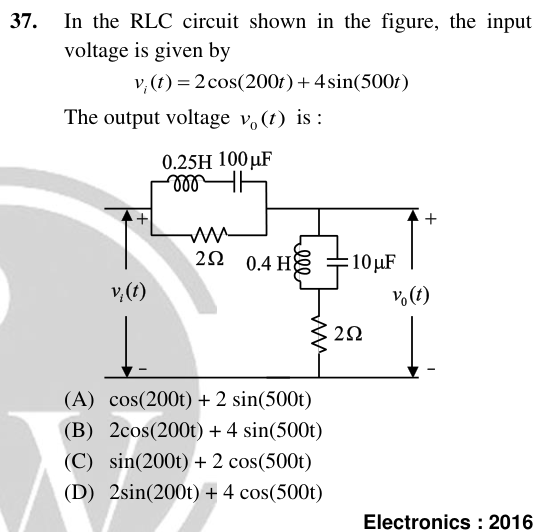 37. In the RLC circuit shown in the figure, the input
voltage is given by
v_i(t) = 2cos(200t) + 4sin(500t)
The output voltage v_0(t) is :
0.25H 100μF
+ +
2Ω 0.4 H 10μF
v_i(t) v_0(t)
2Ω
– –
(A) cos(200t) + 2 sin(500t)
(B) 2cos(200t) + 4 sin(500t)
(C) sin(200t) + 2 cos(500t)
(D) 2sin(200t) + 4 cos(500t)
Electronics : 2016